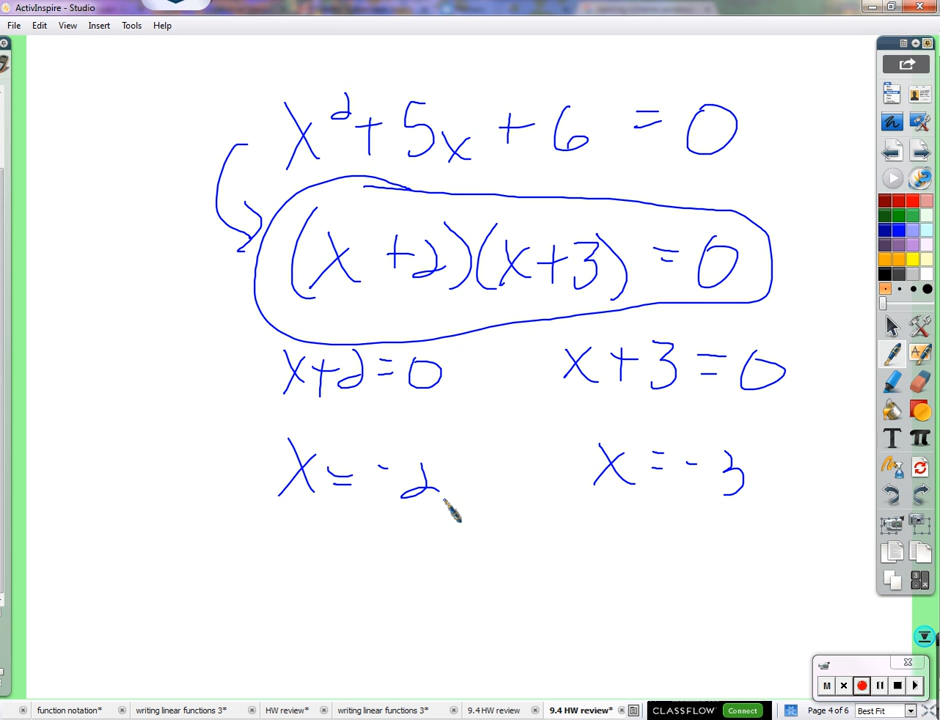 ActivInspire - Studio
File Edit View Insert Tools Help
x² + 5x + 6 = 0
(x + 2)(x + 3) = 0
x + 2 = 0 x + 3 = 0
x = -2 x = -3
M
function notation* writing linear functions 3* HW review* writing linear functions 3* 9.4 HW review 9.4 HW review* CLASSFLOW Connect Page 4 of 6 Best Fit